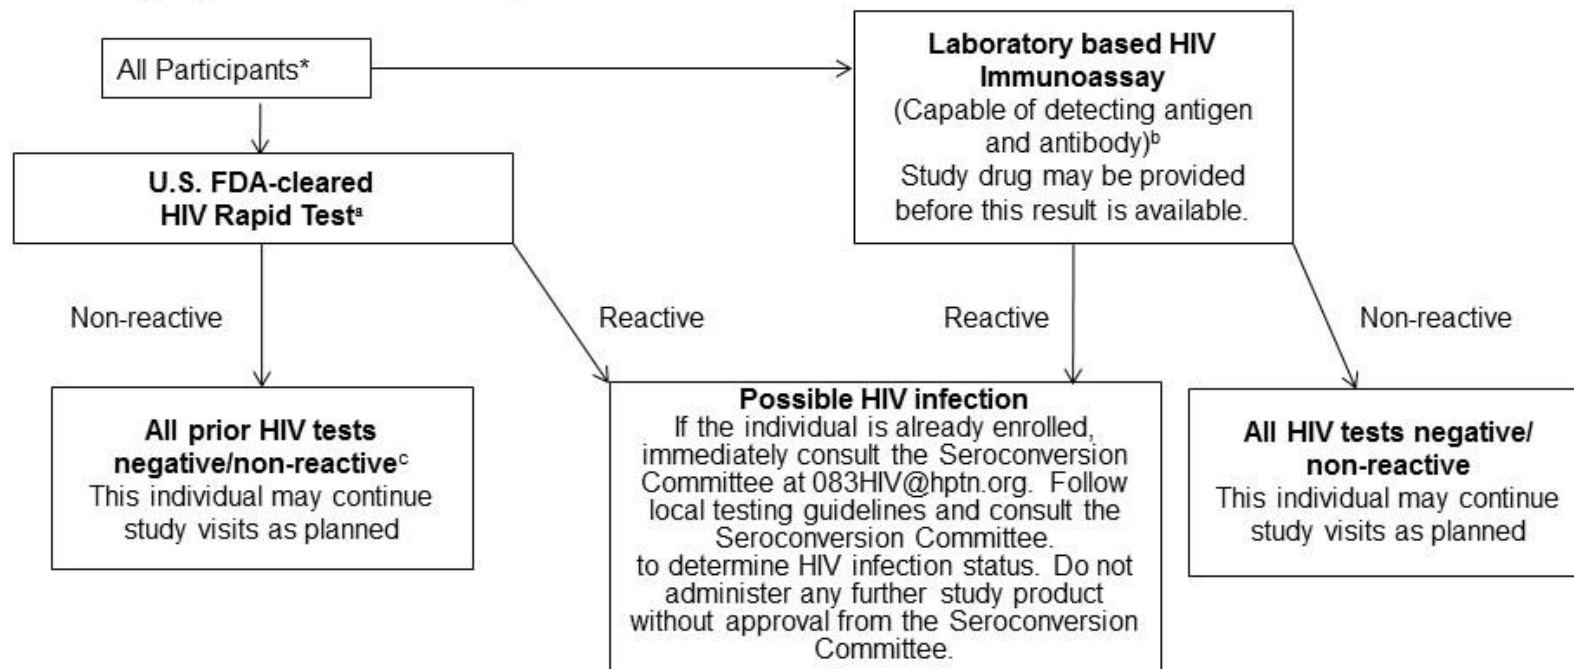 All Participants*
Laboratory based HIV
Immunoassay
(Capable of detecting antigen
and antibody)ᵇ
Study drug may be provided
before this result is available.
U.S. FDA-cleared
HIV Rapid Testᵃ
Non-reactive
Reactive
Reactive
Non-reactive
All prior HIV tests
negative/non-reactiveᶜ
This individual may continue
study visits as planned
Possible HIV infection
If the individual is already enrolled,
immediately consult the Seroconversion
Committee at 083HIV@hptn.org. Follow
local testing guidelines and consult the
Seroconversion Committee.
to determine HIV infection status. Do not
administer any further study product
without approval from the Seroconversion
Committee.
All HIV tests negative/
non-reactive
This individual may continue
study visits as planned